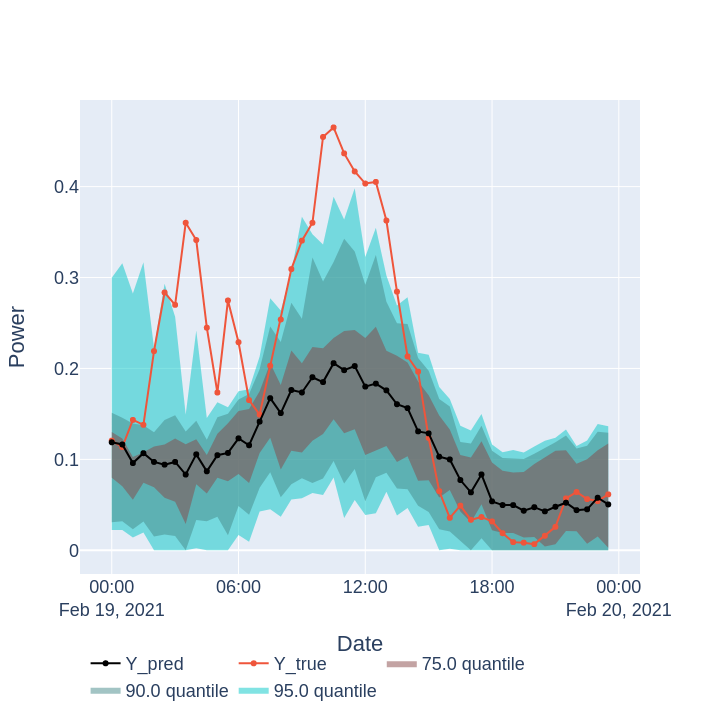 Power
0.4
0.3
0.2
0.1
0
00:00 06:00 12:00 18:00 00:00
Feb 19, 2021 Feb 20, 2021
Date
Y_pred Y_true 75.0 quantile
90.0 quantile 95.0 quantile